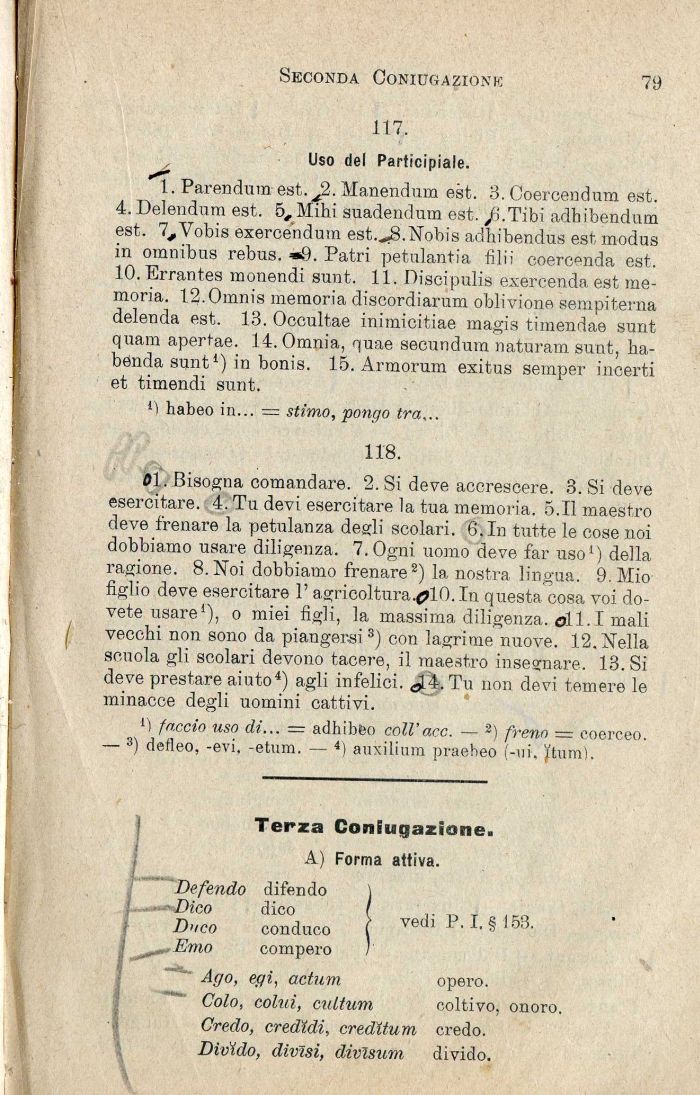 SECONDA CONIUGAZIONE 79
117.
Uso del Participiale.
1. Parendum est. 2. Manendum est. 3. Coercendum est.
4. Delendum est. 5. Mihi suadendum est. 6. Tibi adhibendum
est. 7. Vobis exercendum est. 8. Nobis adhibendus est modus
in omnibus rebus. 9. Patri petulantia filii coercenda est.
10. Errantes monendi sunt. 11. Discipulis exercenda est me-
moria. 12. Omnis memoria discordiarum oblivione sempiterna
delenda est. 13. Occultae inimicitiae magis timendae sunt
quam apertae. 14. Omnia, quae secundum naturam sunt, ha-
benda sunt ¹) in bonis. 15. Armorum exitus semper incerti
et timendi sunt.
¹) habeo in... = stimo, pongo tra...
118.
1. Bisogna comandare. 2. Si deve accrescere. 3. Si deve
esercitare. 4. Tu devi esercitare la tua memoria. 5. Il maestro
deve frenare la petulanza degli scolari. 6. In tutte le cose noi
dobbiamo usare diligenza. 7. Ogni uomo deve far uso ¹) della
ragione. 8. Noi dobbiamo frenare ²) la nostra lingua. 9. Mio
figlio deve esercitare l' agricoltura. 10. In questa cosa voi do-
vete usare ¹), o miei figli, la massima diligenza. 11. I mali
vecchi non sono da piangersi ³) con lagrime nuove. 12. Nella
scuola gli scolari devono tacere, il maestro insegnare. 13. Si
deve prestare aiuto ⁴) agli infelici. 14. Tu non devi temere le
minacce degli uomini cattivi.
¹) faccio uso di... = adhibeo coll' acc. — ²) freno = coerceo.
— ³) defleo, -evi, -etum. — ⁴) auxilium praebeo (-ui, ĭtum).
Terza Coniugazione.
A) Forma attiva.
Defendo difendo
Dico dico
Duco conduco
Emo compero
vedi P. I. § 153.
Ago, egi, actum opero.
Colo, colui, cultum coltivo, onoro.
Credo, credĭdi, credĭtum credo.
Divĭdo, divīsi, divīsum divido.